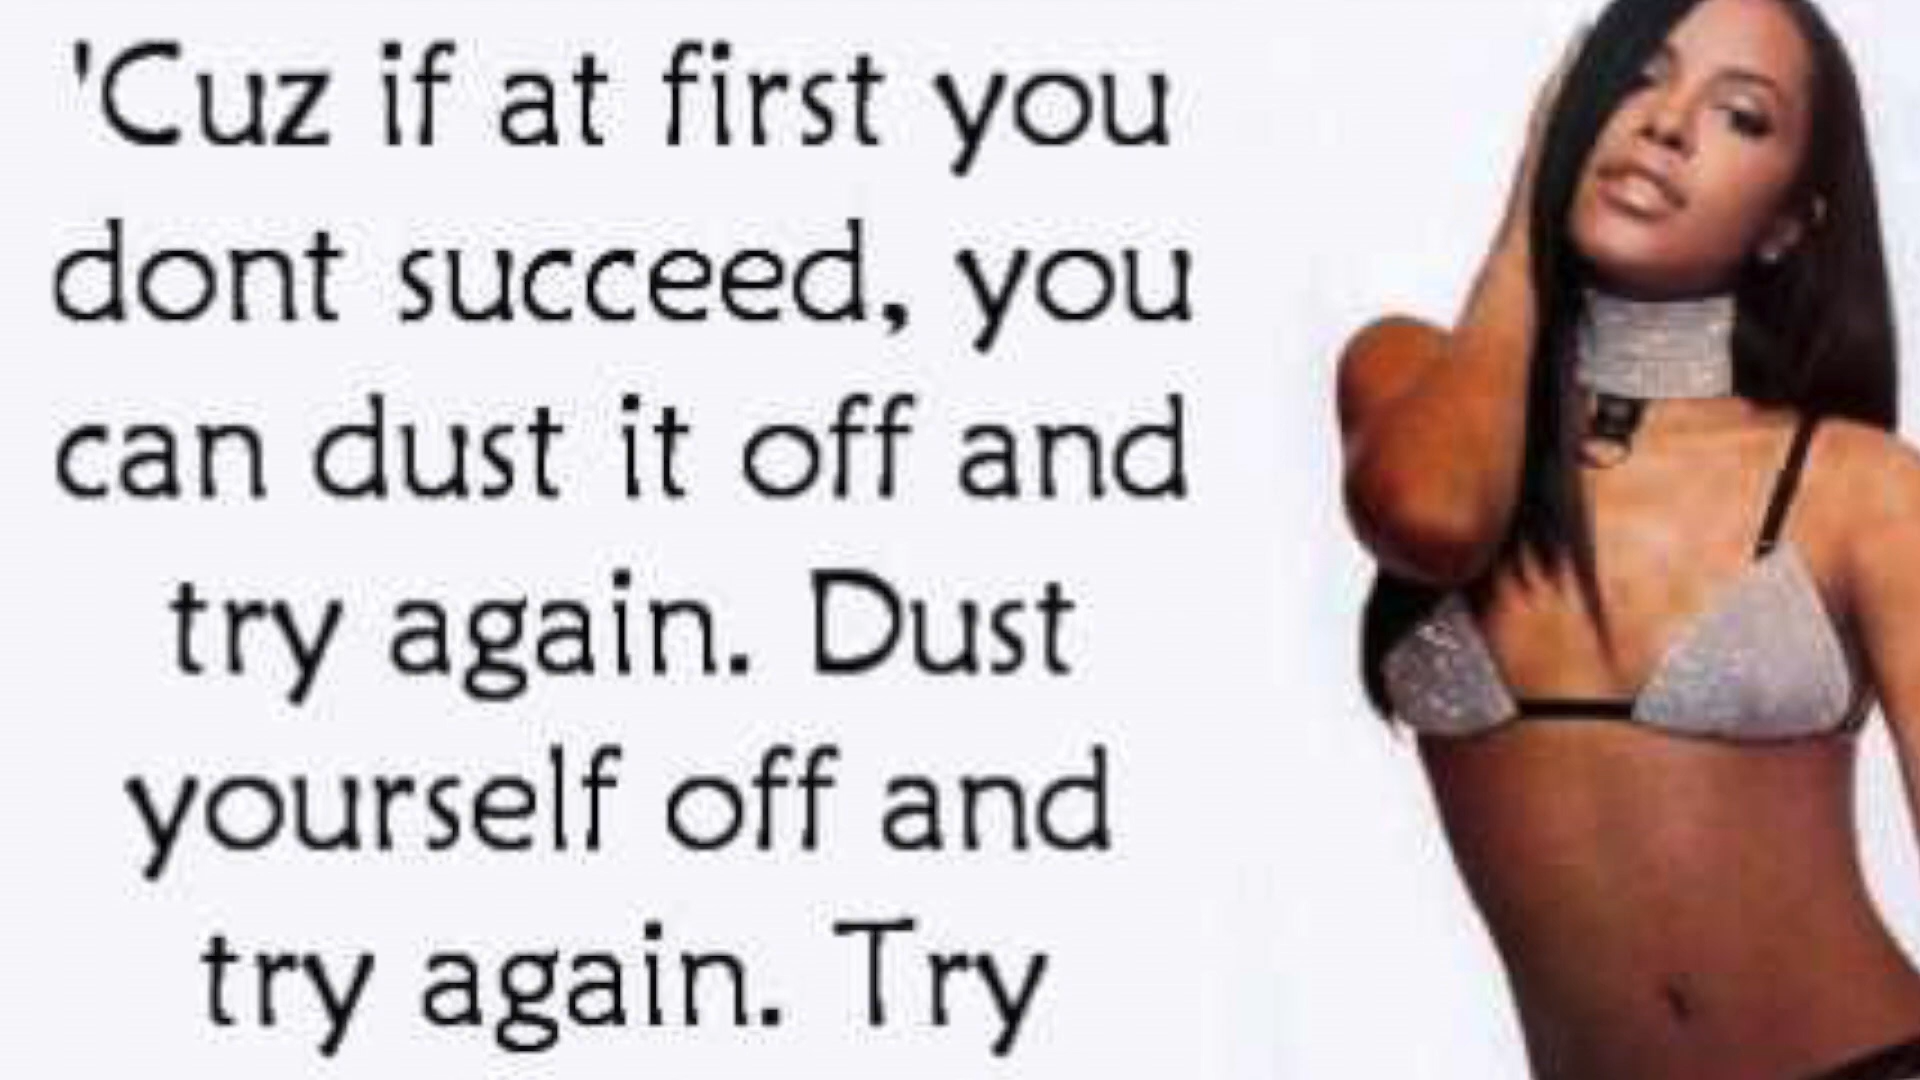 'Cuz if at first you
dont succeed, you
can dust it off and
try again. Dust
yourself off and
try again. Try